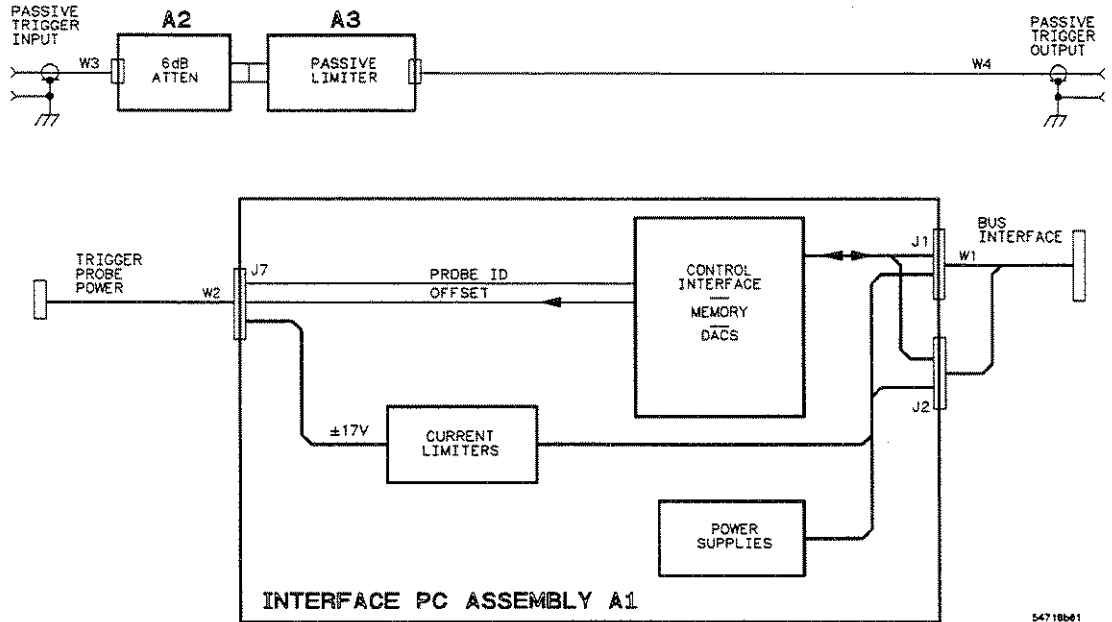 PASSIVE
TRIGGER
INPUT
A2
A3
PASSIVE
TRIGGER
OUTPUT
W3
6dB
ATTEN
PASSIVE
LIMITER
W4
TRIGGER
PROBE
POWER
W2
J7
PROBE ID
OFFSET
CONTROL
INTERFACE
MEMORY
DACS
J1
BUS
INTERFACE
W1
J2
±17V
CURRENT
LIMITERS
POWER
SUPPLIES
INTERFACE PC ASSEMBLY A1
54718b01